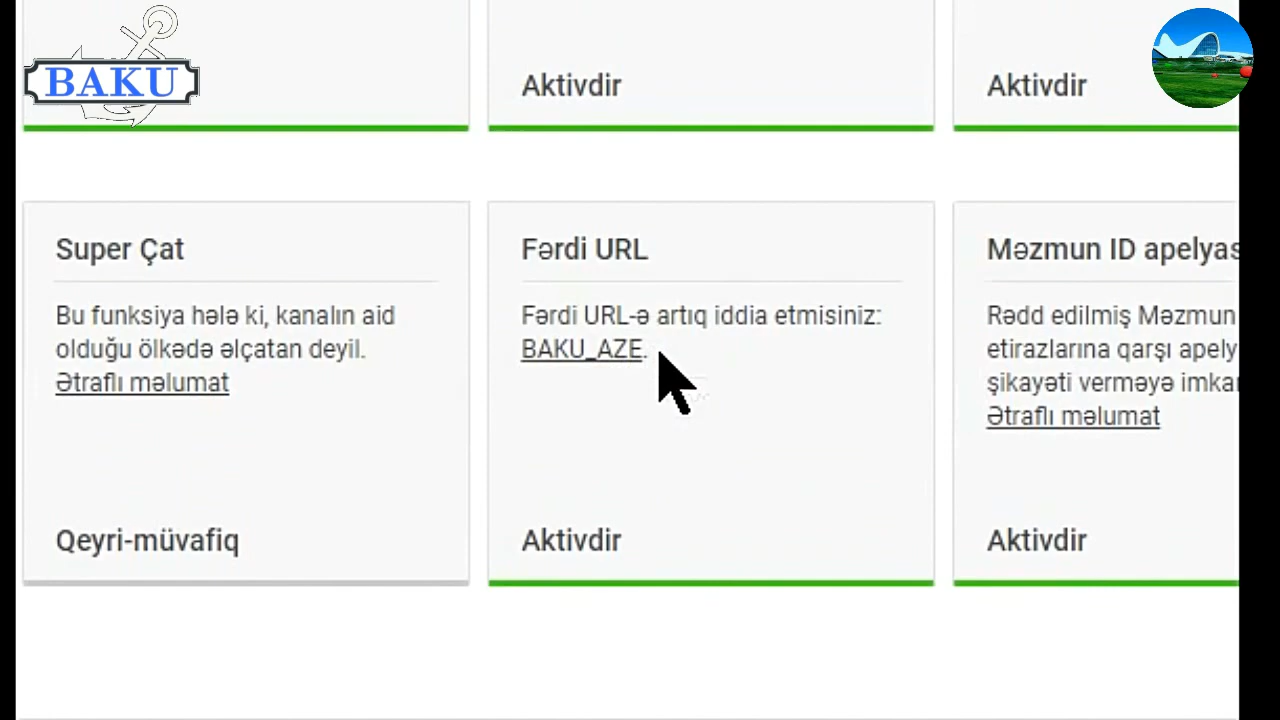 BAKU
Aktivdir
Aktivdir
Super Çat
Bu funksiya hələ ki, kanalın aid
olduğu ölkədə əlçatan deyil.
Ətraflı məlumat
Qeyri-müvafiq
Fərdi URL
Fərdi URL-ə artıq iddia etmisiniz:
BAKU_AZE.
Aktivdir
Məzmun ID apelyas
Rədd edilmiş Məzmun
etirazlarına qarşı apely
şikayəti verməyə imkan
Ətraflı məlumat
Aktivdir